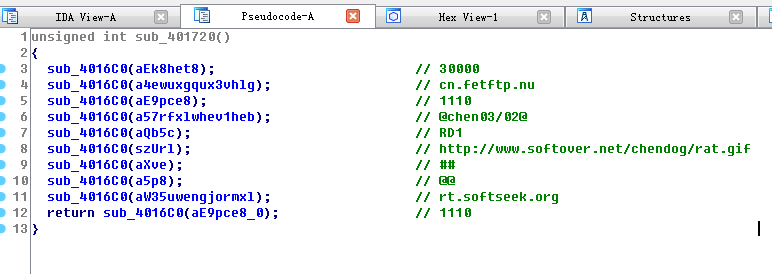 IDA View-A Pseudocode-A Hex View-1 Structures
1 unsigned int sub_401720()
2 {
3 sub_4016C0(aEk8het8); // 30000
4 sub_4016C0(a4ewuxgqux3vhlg); // cn.fetftp.nu
5 sub_4016C0(aE9pce8); // 1110
6 sub_4016C0(a57rfxlwhev1heb); // @chen03/02@
7 sub_4016C0(aQb5c); // RD1
8 sub_4016C0(szUrl); // http://www.softover.net/chendog/rat.gif
9 sub_4016C0(aXve); // ##
10 sub_4016C0(a5p8); // @@
11 sub_4016C0(aW35uwengjormxl); // rt.softseek.org
12 return sub_4016C0(aE9pce8_0); // 1110
13 }